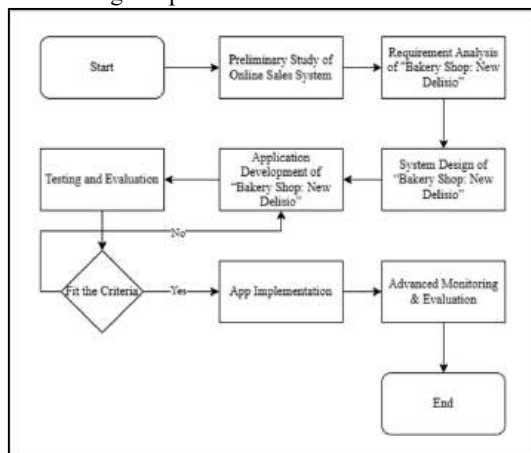 Start
Preliminary Study of
Online Sales System
Requirement Analysis
of "Bakery Shop: New
Delisio"
Testing and Evaluation
Application
Development of
"Bakery Shop: New
Delisio"
System Design of
"Bakery Shop: New
Delisio"
No
Fit the Criteria
Yes
App Implementation
Advanced Monitoring
& Evaluation
End